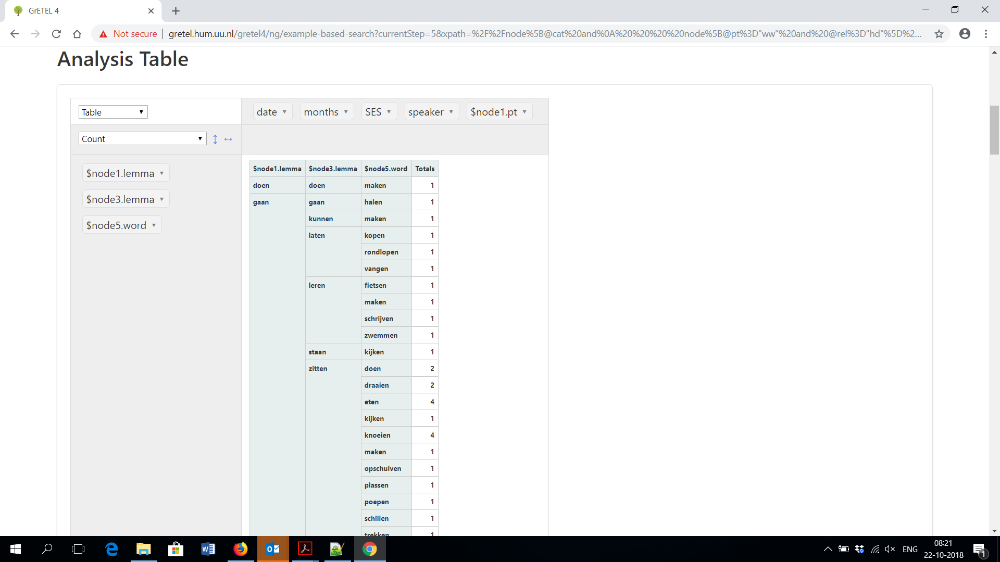 GrETEL 4
Not secure | gretel.hum.uu.nl/gretel4/ng/example-based-search?currentStep=5&xpath=%2F%2Fnode%5B@cat%20and%0A%20%20%20%20node%5B@pt%3D"ww"%20and%20@rel%3D"hd"%5D%2...
Analysis Table
Table date months SES speaker $node1.pt
Count
$node1.lemma
$node3.lemma
$node5.word
$node1.lemma $node3.lemma $node5.word Totals
doen doen maken 1
gaan gaan halen 1
kunnen maken 1
laten kopen 1
rondlopen 1
vangen 1
leren fietsen 1
maken 1
schrijven 1
zwemmen 1
staan kijken 1
zitten doen 2
draaien 2
eten 4
kijken 1
knoeien 4
maken 1
opschuiven 1
plassen 1
poepen 1
schillen 1
trekken 1
ENG 08:21
22-10-2018
1